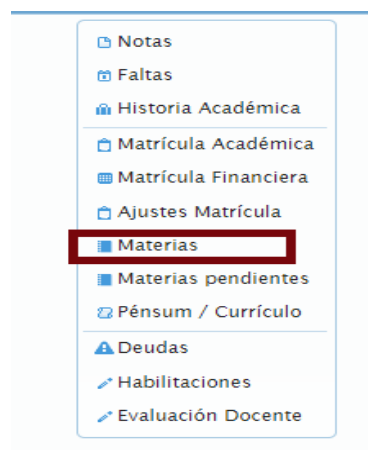 Notas
Faltas
Historia Académica
Matrícula Académica
Matrícula Financiera
Ajustes Matrícula
Materias
Materias pendientes
Pénsum / Currículo
Deudas
Habilitaciones
Evaluación Docente